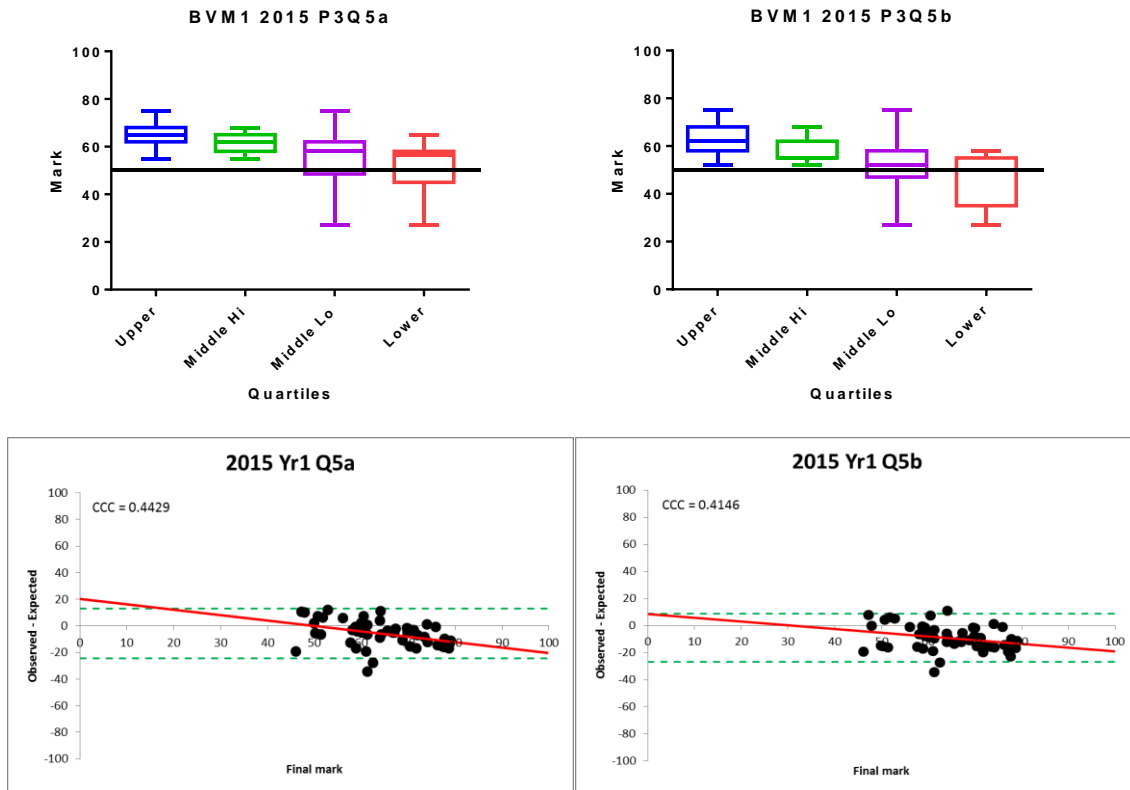 BVM1 2015 P3Q5a
100
80
60
40
20
0
Mark
Upper
Middle Hi
Middle Lo
Lower
Quartiles
BVM1 2015 P3Q5b
100
80
60
40
20
0
Mark
Upper
Middle Hi
Middle Lo
Lower
Quartiles
2015 Yr1 Q5a
CCC = 0.4429
100
80
60
40
20
0
-20
-40
-60
-80
-100
Observed - Expected
0 10 20 30 40 50 60 70 80 90 100
Final mark
2015 Yr1 Q5b
CCC = 0.4146
100
80
60
40
20
0
-20
-40
-60
-80
-100
Observed - Expected
0 10 20 30 40 50 60 70 80 90 100
Final mark